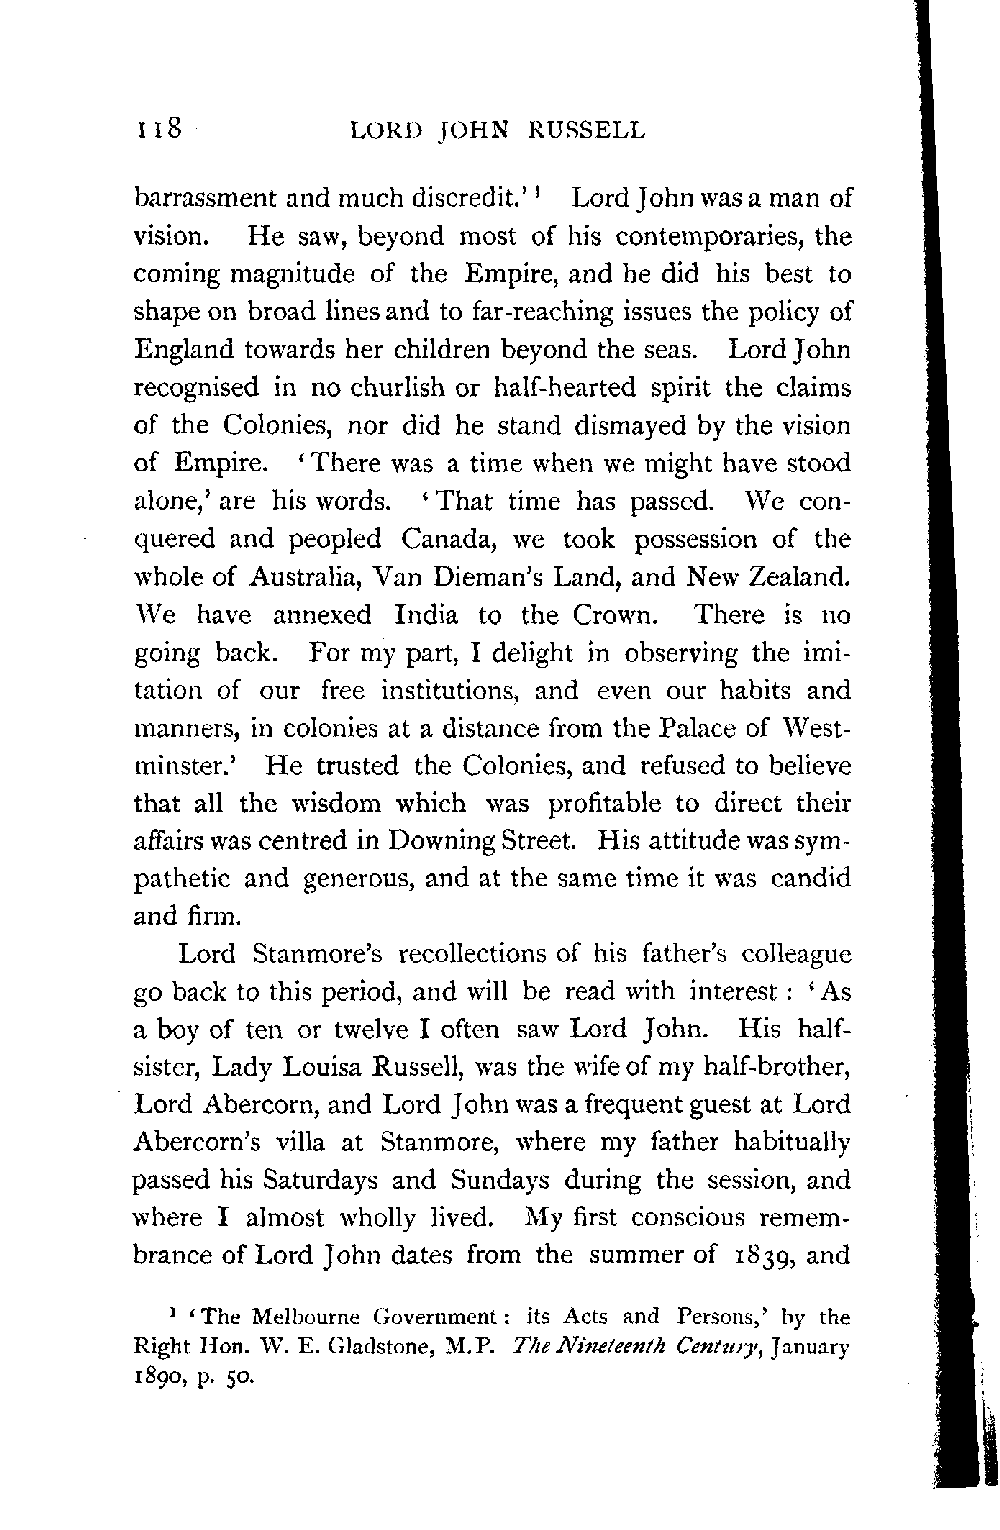 118 LORD JOHN RUSSELL
barrassment and much discredit.’ ¹ Lord John was a man of
vision. He saw, beyond most of his contemporaries, the
coming magnitude of the Empire, and he did his best to
shape on broad lines and to far-reaching issues the policy of
England towards her children beyond the seas. Lord John
recognised in no churlish or half-hearted spirit the claims
of the Colonies, nor did he stand dismayed by the vision
of Empire. ‘There was a time when we might have stood
alone,’ are his words. ‘That time has passed. We con-
quered and peopled Canada, we took possession of the
whole of Australia, Van Dieman’s Land, and New Zealand.
We have annexed India to the Crown. There is no
going back. For my part, I delight in observing the imi-
tation of our free institutions, and even our habits and
manners, in colonies at a distance from the Palace of West-
minster.’ He trusted the Colonies, and refused to believe
that all the wisdom which was profitable to direct their
affairs was centred in Downing Street. His attitude was sym-
pathetic and generous, and at the same time it was candid
and firm.
Lord Stanmore’s recollections of his father’s colleague
go back to this period, and will be read with interest : ‘As
a boy of ten or twelve I often saw Lord John. His half-
sister, Lady Louisa Russell, was the wife of my half-brother,
Lord Abercorn, and Lord John was a frequent guest at Lord
Abercorn’s villa at Stanmore, where my father habitually
passed his Saturdays and Sundays during the session, and
where I almost wholly lived. My first conscious remem-
brance of Lord John dates from the summer of 1839, and
¹ ‘The Melbourne Government : its Acts and Persons,’ by the
Right Hon. W. E. Gladstone, M.P. The Nineteenth Century, January
1890, p. 50.